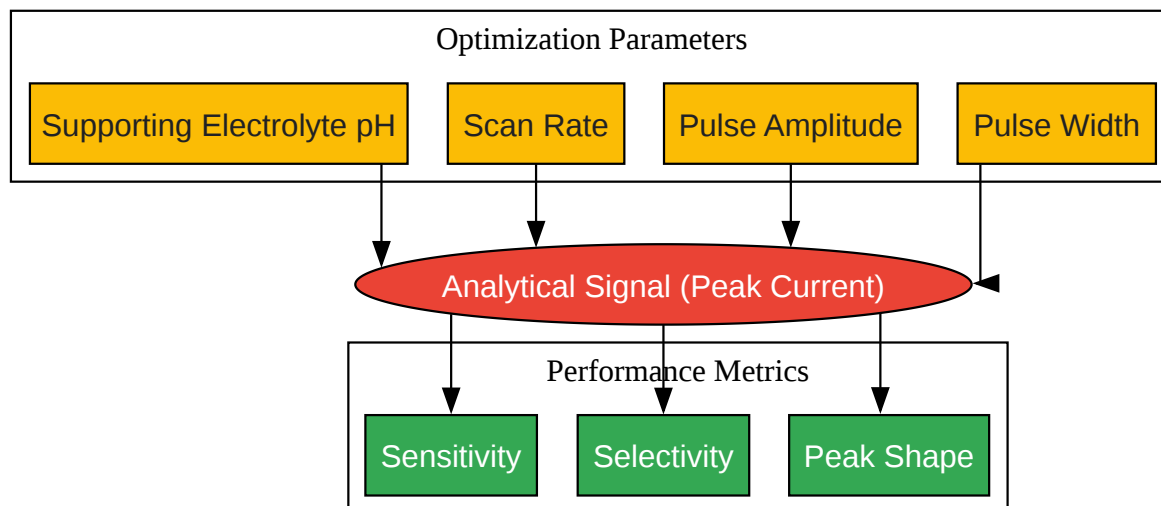 Optimization Parameters
Supporting Electrolyte pH
Scan Rate
Pulse Amplitude
Pulse Width
Analytical Signal (Peak Current)
Performance Metrics
Sensitivity
Selectivity
Peak Shape